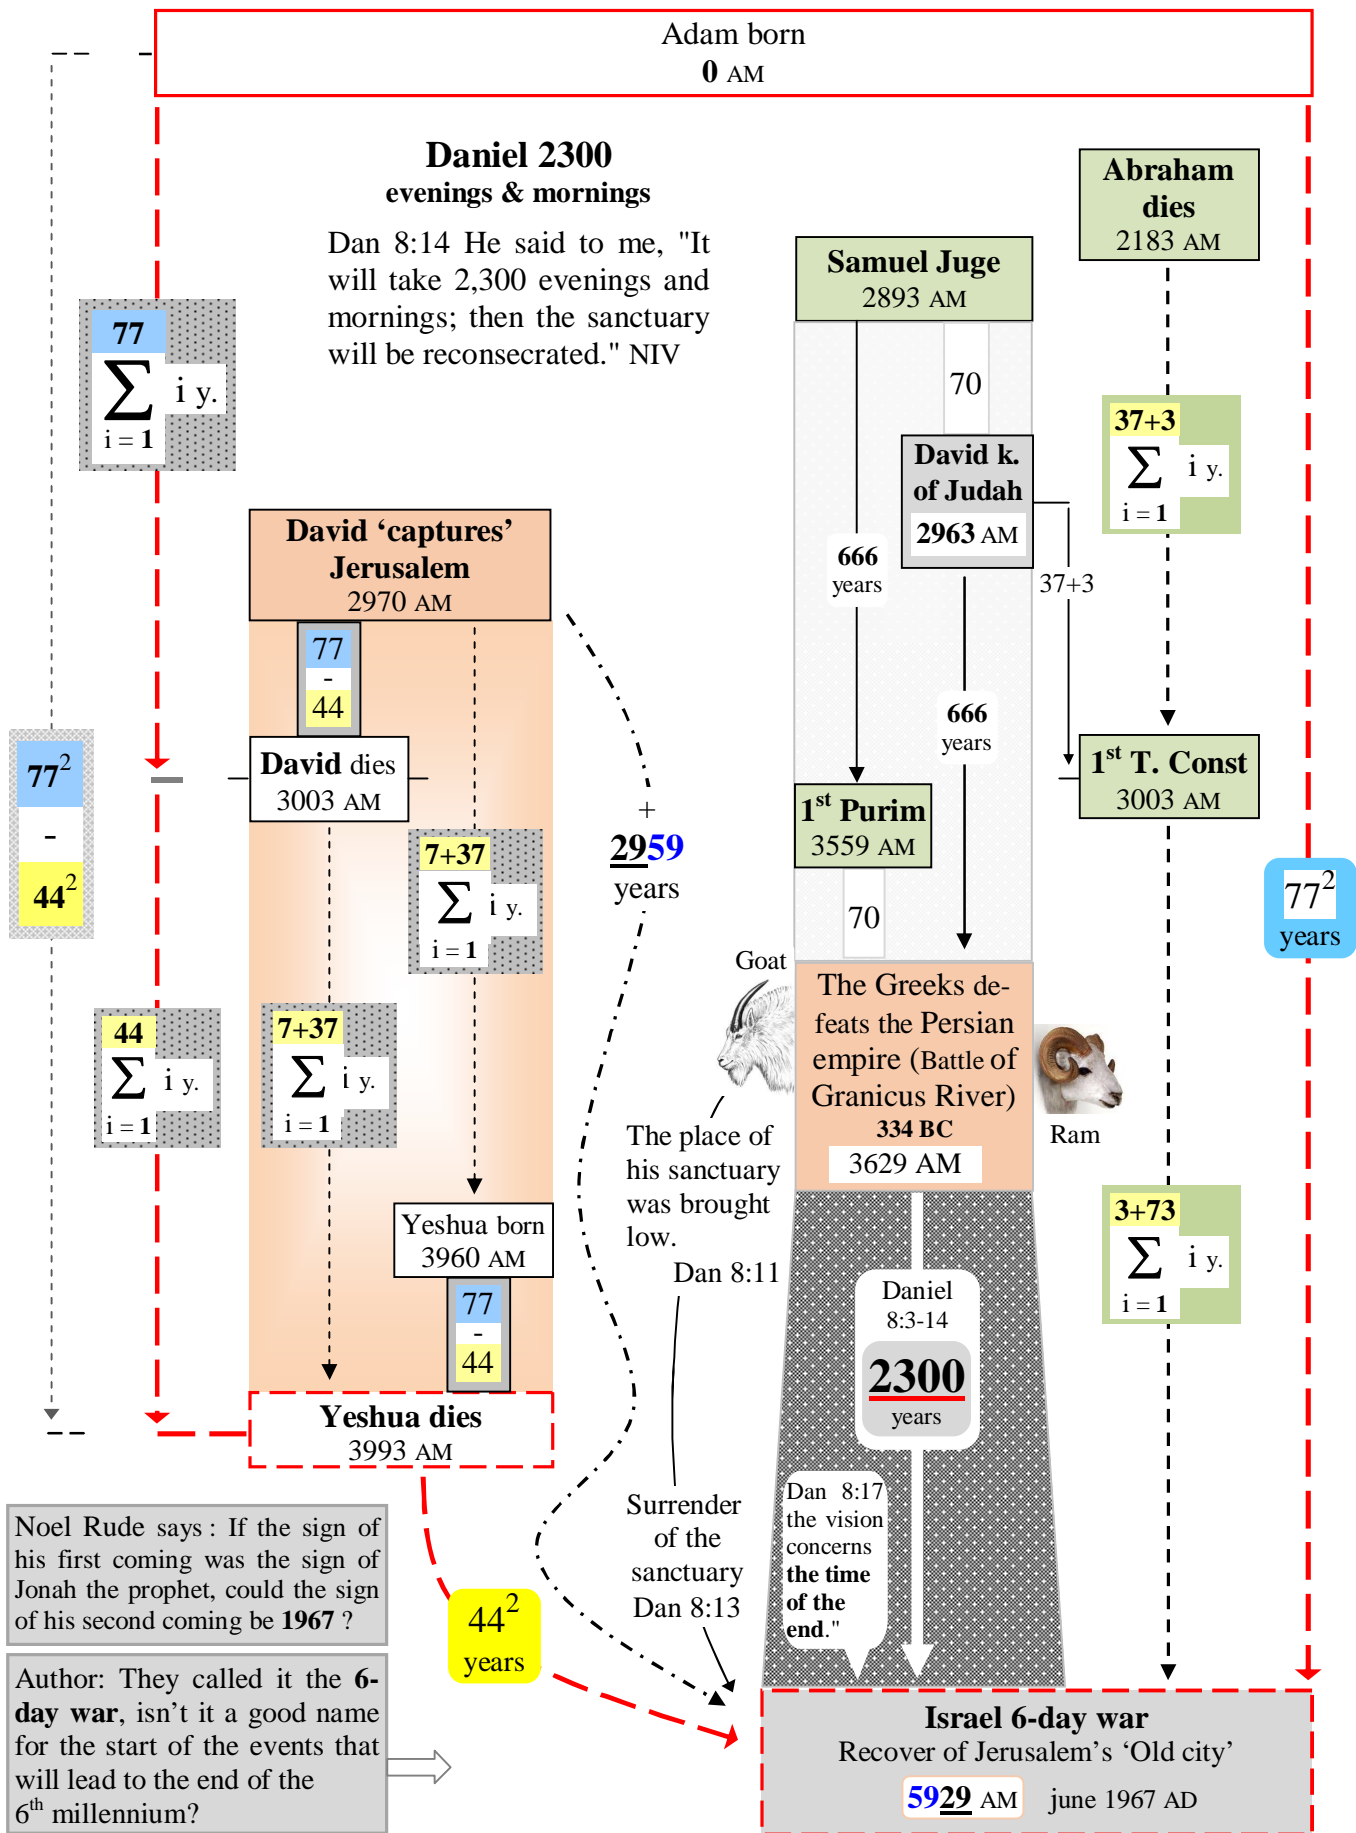 Adam born
0 AM
Daniel 2300
evenings & mornings
Dan 8:14 He said to me, "It
will take 2,300 evenings and
mornings; then the sanctuary
will be reconsecrated." NIV
Abraham
dies
2183 AM
Samuel Juge
2893 AM
77
∑ i y.
i = 1
70
37+3
∑ i y.
i = 1
David k.
of Judah
2963 AM
David ‘captures’
Jerusalem
2970 AM
666
years
37+3
77
-
44
666
years
David dies
3003 AM
1st T. Const
3003 AM
77²
-
44²
1st Purim
3559 AM
+
2959
years
7+37
∑ i y.
i = 1
77²
years
70
Goat
The Greeks de-
feats the Persian
empire (Battle of
Granicus River)
334 BC
3629 AM
Ram
44
∑ i y.
i = 1
7+37
∑ i y.
i = 1
The place of
his sanctuary
was brought
low.
Dan 8:11
Yeshua born
3960 AM
3+73
∑ i y.
i = 1
77
-
44
Daniel
8:3-14
2300
years
Yeshua dies
3993 AM
Dan 8:17
the vision
concerns
the time
of the
end."
Surrender
of the
sanctuary
Dan 8:13
Noel Rude says : If the sign of
his first coming was the sign of
Jonah the prophet, could the sign
of his second coming be 1967 ?
44²
years
Author: They called it the 6-
day war, isn’t it a good name
for the start of the events that
will lead to the end of the
6th millennium?
Israel 6-day war
Recover of Jerusalem’s ‘Old city’
5929 AM june 1967 AD